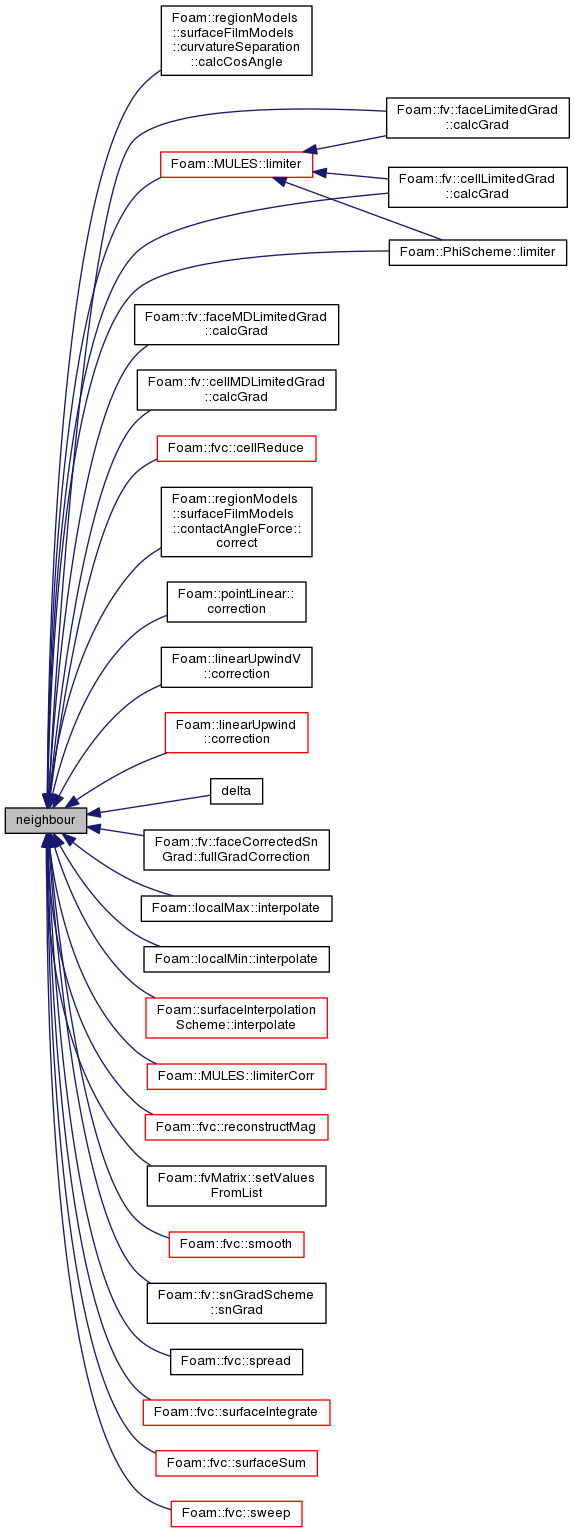 Foam::regionModels
::surfaceFilmModels
::curvatureSeparation
::calcCosAngle
Foam::fv::faceLimitedGrad
::calcGrad
Foam::MULES::limiter
Foam::fv::cellLimitedGrad
::calcGrad
Foam::PhiScheme::limiter
Foam::fv::faceMDLimitedGrad
::calcGrad
Foam::fv::cellMDLimitedGrad
::calcGrad
Foam::fvc::cellReduce
Foam::regionModels
::surfaceFilmModels
::contactAngleForce::
correct
Foam::pointLinear::
correction
Foam::linearUpwindV
::correction
Foam::linearUpwind
::correction
delta
neighbour
Foam::fv::faceCorrectedSn
Grad::fullGradCorrection
Foam::localMax::interpolate
Foam::localMin::interpolate
Foam::surfaceInterpolation
Scheme::interpolate
Foam::MULES::limiterCorr
Foam::fvc::reconstructMag
Foam::fvMatrix::setValues
FromList
Foam::fvc::smooth
Foam::fv::snGradScheme
::snGrad
Foam::fvc::spread
Foam::fvc::surfaceIntegrate
Foam::fvc::surfaceSum
Foam::fvc::sweep